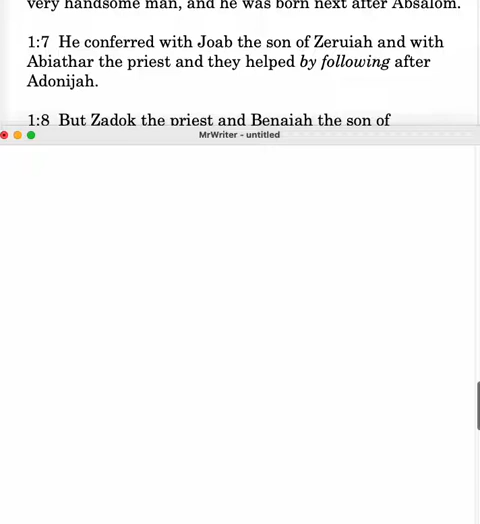 very handsome man, and he was born next after Absalom.
1:7 He conferred with Joab the son of Zeruiah and with
Abiathar the priest and they helped by following after
Adonijah.
1:8 But Zadok the priest and Benaiah the son of
MrWriter - untitled